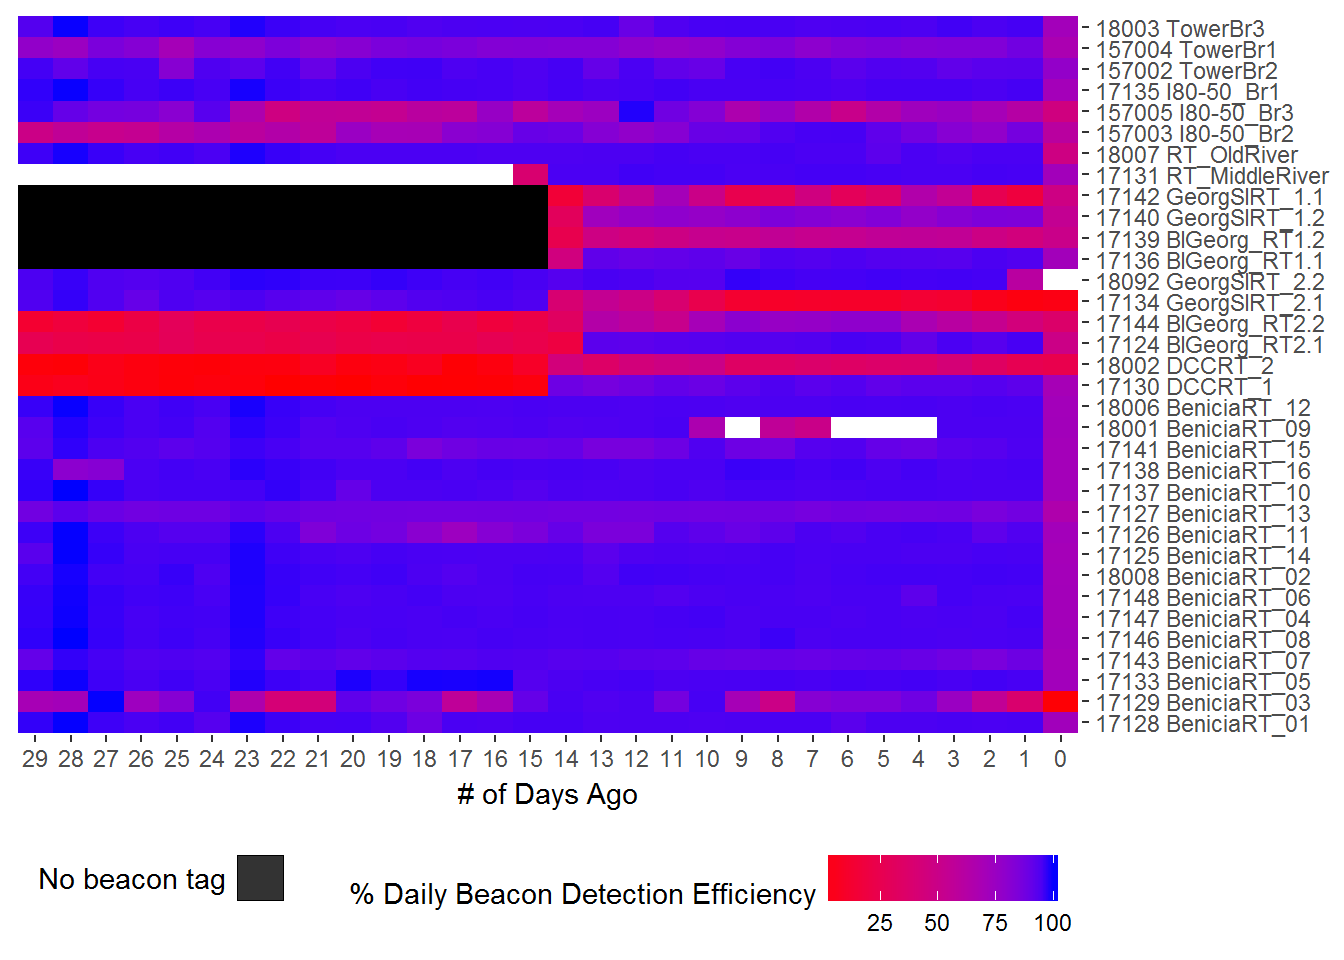 18003 TowerBr3
157004 TowerBr1
157002 TowerBr2
17135 I80-50_Br1
157005 I80-50_Br3
157003 I80-50_Br2
18007 RT_OldRiver
17131 RT_MiddleRiver
17142 GeorgSlRT_1.1
17140 GeorgSlRT_1.2
17139 BlGeorg_RT1.2
17136 BlGeorg_RT1.1
18092 GeorgSlRT_2.2
17134 GeorgSlRT_2.1
17144 BlGeorg_RT2.2
17124 BlGeorg_RT2.1
18002 DCCRT_2
17130 DCCRT_1
18006 BeniciaRT_12
18001 BeniciaRT_09
17141 BeniciaRT_15
17138 BeniciaRT_16
17137 BeniciaRT_10
17127 BeniciaRT_13
17126 BeniciaRT_11
17125 BeniciaRT_14
18008 BeniciaRT_02
17148 BeniciaRT_06
17147 BeniciaRT_04
17146 BeniciaRT_08
17143 BeniciaRT_07
17133 BeniciaRT_05
17129 BeniciaRT_03
17128 BeniciaRT_01
29 28 27 26 25 24 23 22 21 20 19 18 17 16 15 14 13 12 11 10 9 8 7 6 5 4 3 2 1 0
# of Days Ago
No beacon tag
% Daily Beacon Detection Efficiency
25 50 75 100